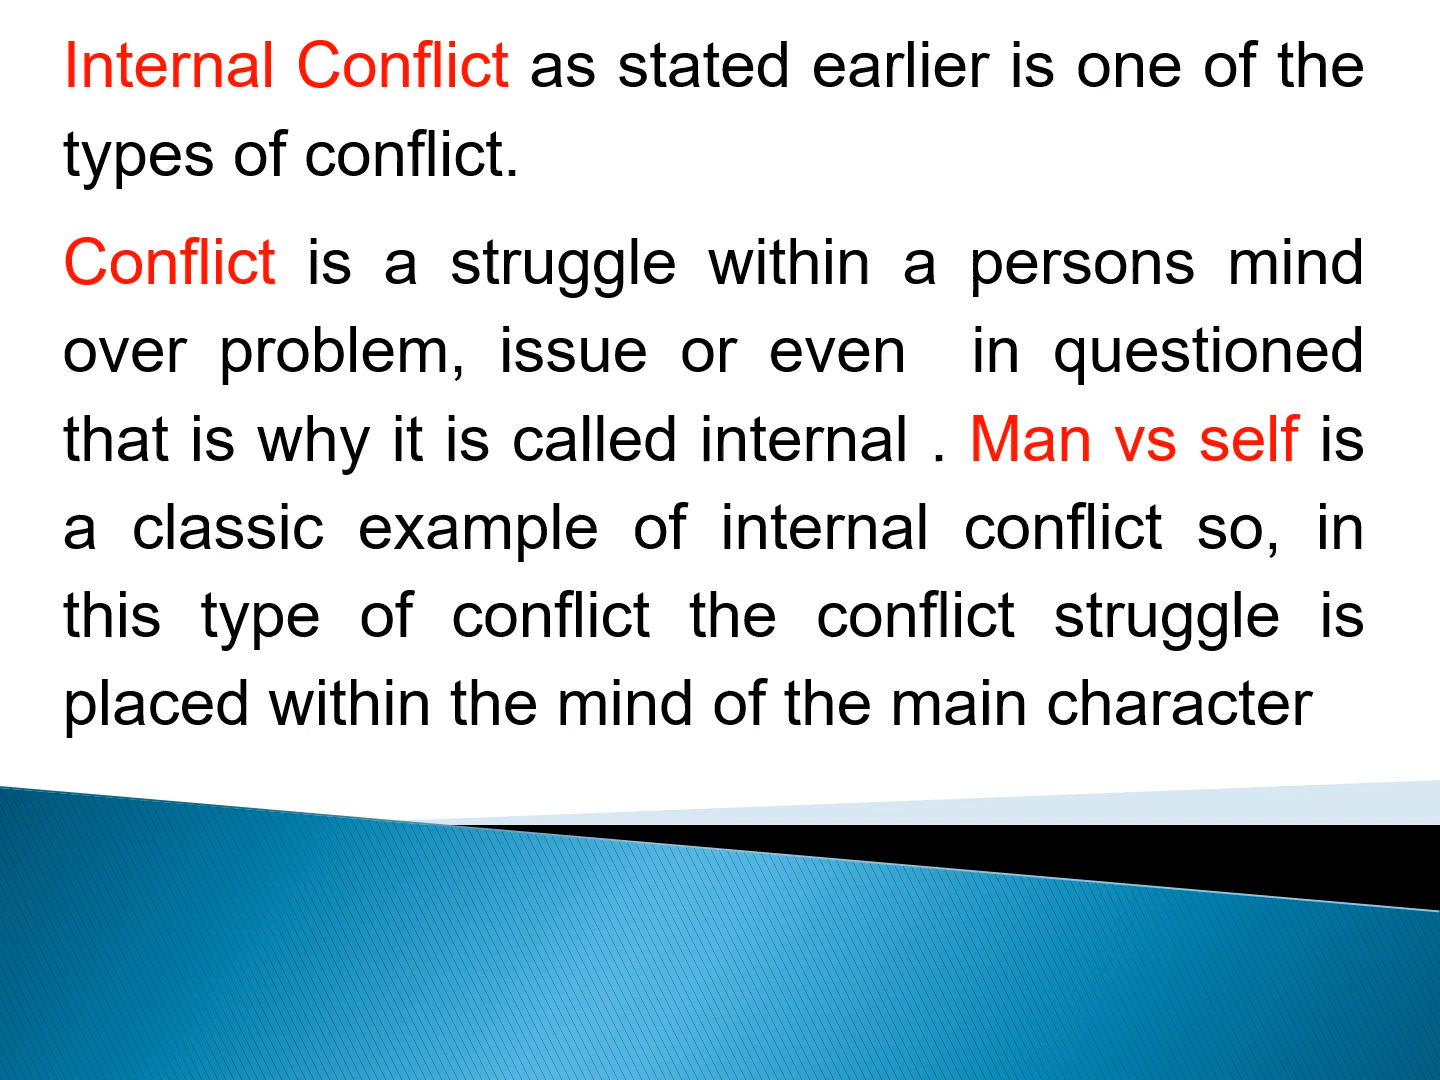 Internal Conflict as stated earlier is one of the
types of conflict.
Conflict is a struggle within a persons mind
over problem, issue or even  in questioned
that is why it is called internal . Man vs self is
a classic example of internal conflict so, in
this type of conflict the conflict struggle is
placed within the mind of the main character